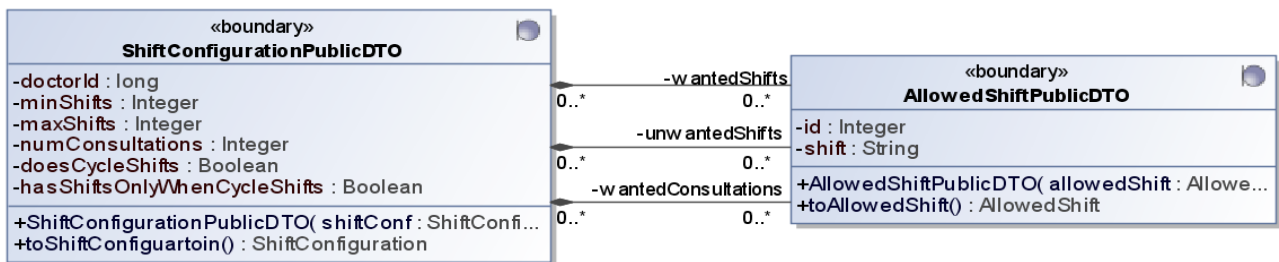 «boundary»
ShiftConfigurationPublicDTO
-doctorId : long
-minShifts : Integer
-maxShifts : Integer
-numConsultations : Integer
-doesCycleShifts : Boolean
-hasShiftsOnlyWhenCycleShifts : Boolean
+ShiftConfigurationPublicDTO( shiftConf : ShiftConfi...
+toShiftConfiguartoin() : ShiftConfiguration
-wantedShifts
0..* 0..*
-unwantedShifts
0..* 0..*
-wantedConsultations
0..* 0..*
«boundary»
AllowedShiftPublicDTO
-id : Integer
-shift : String
+AllowedShiftPublicDTO( allowedShift : Allowe...
+toAllowedShift() : AllowedShift